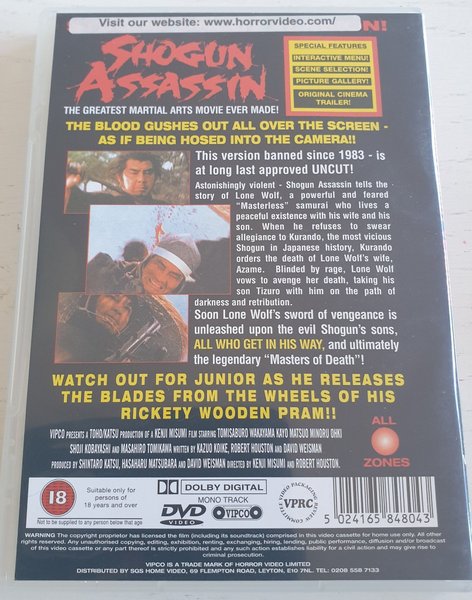 Visit our website: www.horrorvideo.com/
N!
SHOGUN
ASSASSIN
THE GREATEST MARTIAL ARTS MOVIE EVER MADE!
SPECIAL FEATURES
INTERACTIVE MENU!
SCENE SELECTION!
PICTURE GALLERY!
ORIGINAL CINEMA
TRAILER!
THE BLOOD GUSHES OUT ALL OVER THE SCREEN -
AS IF BEING HOSED INTO THE CAMERA!!
This version banned since 1983 - is
at long last approved UNCUT!
Astonishingly violent - Shogun Assassin tells the
story of Lone Wolf, a powerful and feared
"Masterless" samurai who lives a
peaceful existence with his wife and his
son. When he refuses to swear
allegiance to Kurando, the most vicious
Shogun in Japanese history, Kurando
orders the death of Lone Wolf's wife,
Azame. Blinded by rage, Lone Wolf
vows to avenge her death, taking his
son Tizuro with him on the path of
darkness and retribution.
Soon Lone Wolf's sword of vengeance is
unleashed upon the evil Shogun's sons,
ALL WHO GET IN HIS WAY, and ultimately
the legendary "Masters of Death"!
WATCH OUT FOR JUNIOR AS HE RELEASES
THE BLADES FROM THE WHEELS OF HIS
RICKETY WOODEN PRAM!!
VIPCO PRESENTS A TOHO/KATSU PRODUCTION OF A KENJI MISUMI FILM STARRING TOMISABURO WAKAYAMA KAYO MATSUO MINORU OHKI
SHOJI KOBAYASHI AND MASAHIRO TOMIKAWA WRITTEN BY KAZUO KOIKE, ROBERT HOUSTON AND DAVID WEISMAN
PRODUCED BY SHINTARO KATSU, HASAHARU MATSUBARA AND DAVID WEISMAN DIRECTED BY KENJI MISUMI AND ROBERT HOUSTON.
ALL
ZONES
18
Suitable only for
persons of
18 years and over
Not to be supplied to any person below that age.
DOLBY DIGITAL
MONO TRACK
DVD
VIDEO
VIPCO
VIDEO PACKAGING REVIEW COMMITTEE
VPRC
5 024165 848043
WARNING The copyright proprietor has licensed the film (including its soundtrack) comprised in this video cassette for home use only. All other
rights reserved. Any unauthorised copying, editing, exhibition, renting, exchanging, hiring, lending, public performance, diffusion and/or broadcast
of this video cassette or any part thereof is strictly prohibited and any such action establishes liability for a civil action and may give rise to
criminal prosecution.
VIPCO IS A TRADE MARK OF HORROR VIDEO LIMITED
DISTRIBUTED BY SGS HOME VIDEO, 69 FLEMPTON ROAD, LEYTON, E10 7NL. TEL: 0208 558 7133